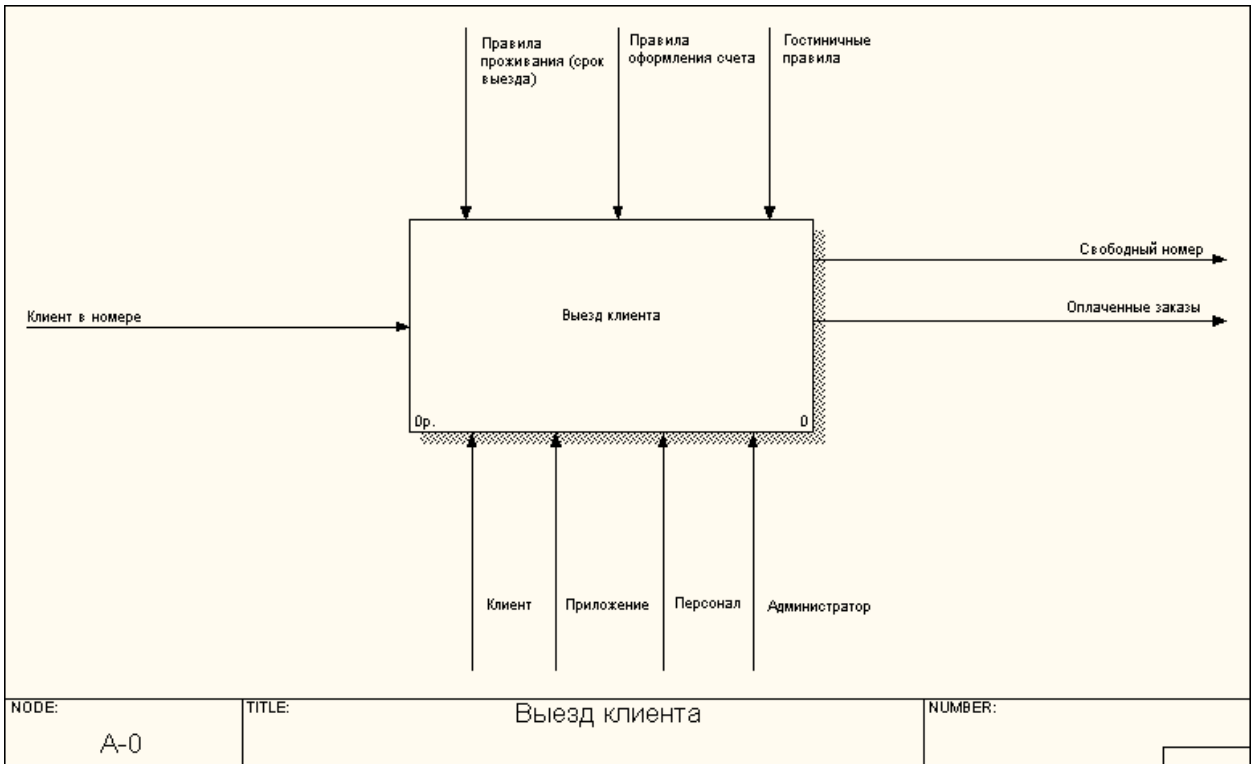 Правила
проживания (срок
выезда)
Правила
оформления счета
Гостиничные
правила
Свободный номер
Оплаченные заказы
Клиент в номере
Выезд клиента
0р.
0
Клиент
Приложение
Персонал
Администратор
NODE:
A-0
TITLE:
Выезд клиента
NUMBER: